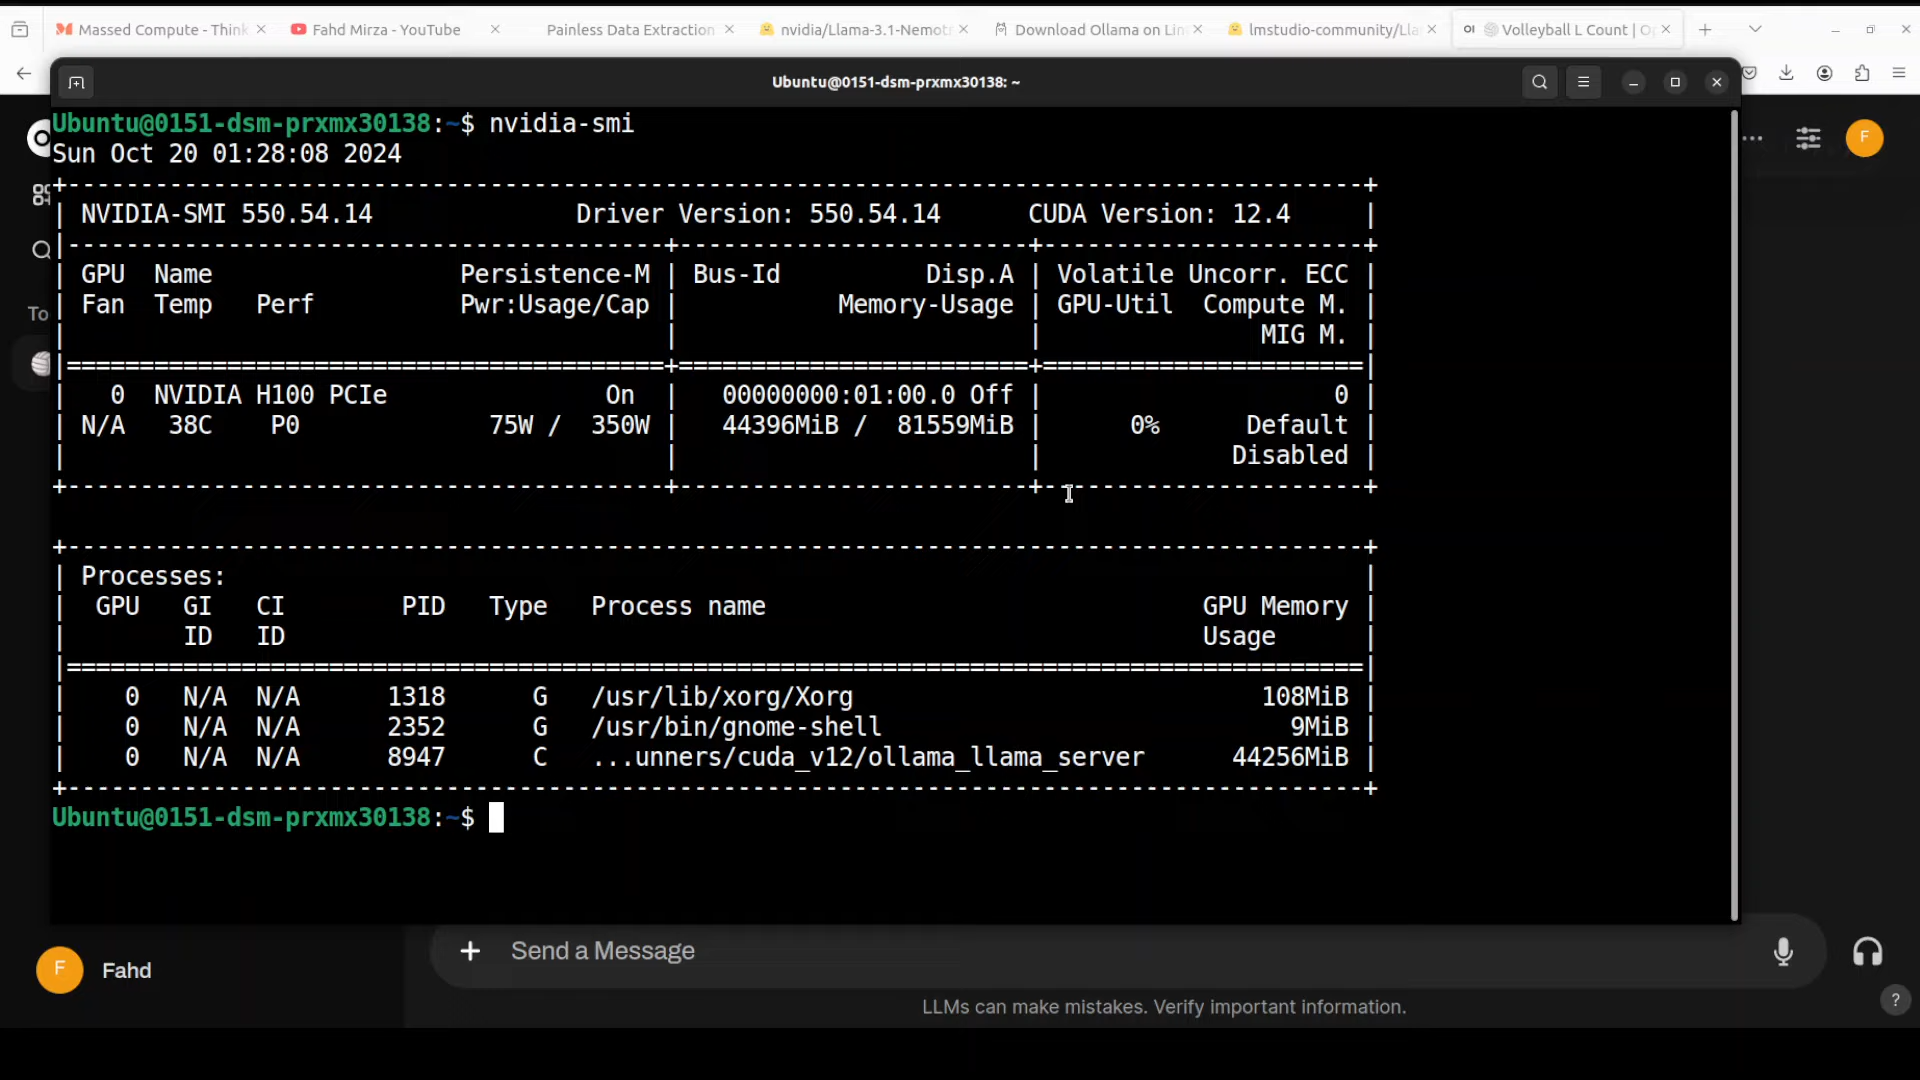 Massed Compute - Think
Fahd Mirza - YouTube
Painless Data Extraction
nvidia/Llama-3.1-Nemot
Download Ollama on Lin
lmstudio-community/Lla
OI Volleyball L Count | O
Ubuntu@0151-dsm-prxmx30138: ~
Ubuntu@0151-dsm-prxmx30138:~$ nvidia-smi
Sun Oct 20 01:28:08 2024
F
+-----------------------------------------------------------------------------------------+
| NVIDIA-SMI 550.54.14              Driver Version: 550.54.14      CUDA Version: 12.4     |
|-----------------------------------------+------------------------+----------------------+
| GPU  Name                 Persistence-M | Bus-Id          Disp.A | Volatile Uncorr. ECC |
| Fan  Temp   Perf          Pwr:Usage/Cap |           Memory-Usage | GPU-Util  Compute M. |
|                                         |                        |               MIG M. |
|=========================================+========================+======================|
|   0  NVIDIA H100 PCIe               On  |   00000000:01:00.0 Off |                    0 |
| N/A   38C    P0             75W /  350W |   44396MiB /  81559MiB |      0%      Default |
|                                         |                        |             Disabled |
+-----------------------------------------+------------------------+----------------------+
+-----------------------------------------------------------------------------------------+
| Processes:                                                                              |
|  GPU   GI   CI        PID   Type   Process name                              GPU Memory |
|        ID   ID                                                               Usage      |
|=========================================================================================|
|    0   N/A  N/A      1318      G   /usr/lib/xorg/Xorg                            108MiB |
|    0   N/A  N/A      2352      G   /usr/bin/gnome-shell                            9MiB |
|    0   N/A  N/A      8947      C   ...unners/cuda_v12/ollama_llama_server      44256MiB |
+-----------------------------------------------------------------------------------------+
Ubuntu@0151-dsm-prxmx30138:~$
To
Send a Message
F Fahd
LLMs can make mistakes. Verify important information.
?